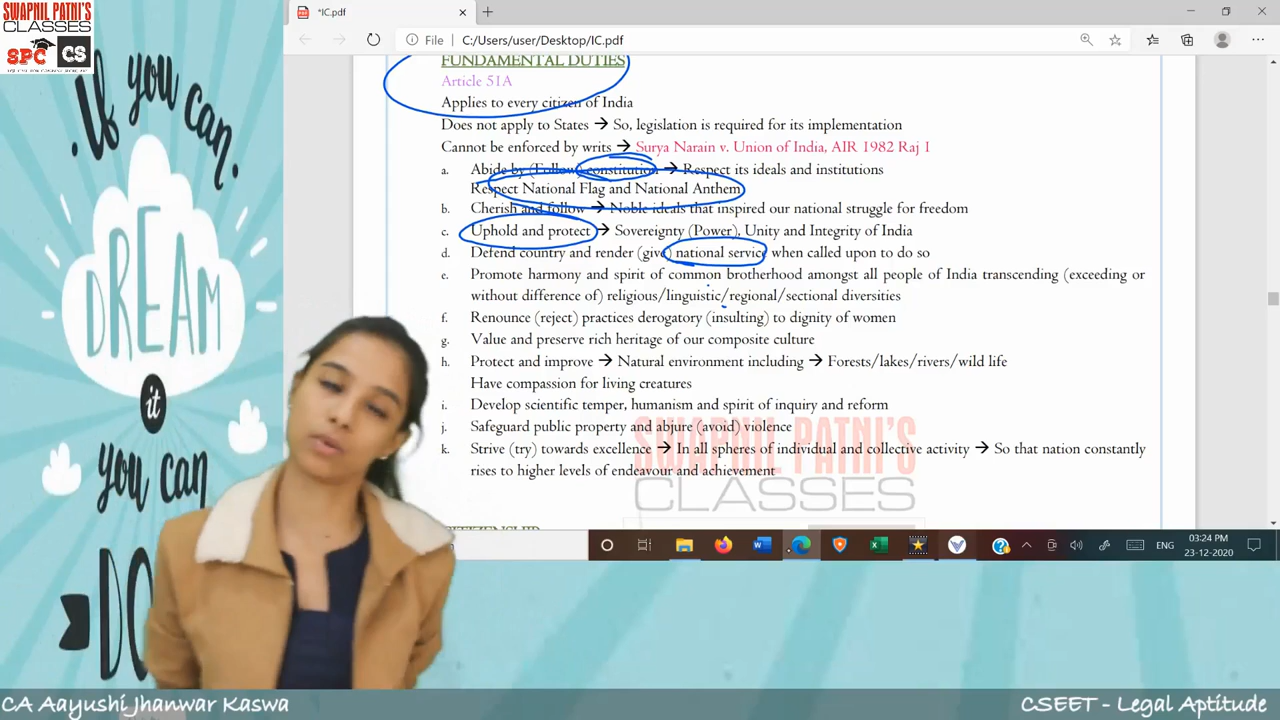 SWAPNIL PATNI'S
CLASSES
SPC CS
.If you can.
DREAM
it
you can
DO
*IC.pdf
File C:/Users/user/Desktop/IC.pdf
FUNDAMENTAL DUTIES
Article 51A
Applies to every citizen of India
Does not apply to States → So, legislation is required for its implementation
Cannot be enforced by writs → Surya Narain v. Union of India, AIR 1982 Raj 1
a. Abide by (Follow) constitution → Respect its ideals and institutions
Respect National Flag and National Anthem
b. Cherish and follow → Noble ideals that inspired our national struggle for freedom
c. Uphold and protect → Sovereignty (Power), Unity and Integrity of India
d. Defend country and render (give) national service when called upon to do so
e. Promote harmony and spirit of common brotherhood amongst all people of India transcending (exceeding or
without difference of) religious/linguistic/regional/sectional diversities
f. Renounce (reject) practices derogatory (insulting) to dignity of women
g. Value and preserve rich heritage of our composite culture
h. Protect and improve → Natural environment including → Forests/lakes/rivers/wild life
Have compassion for living creatures
i. Develop scientific temper, humanism and spirit of inquiry and reform
j. Safeguard public property and abjure (avoid) violence
k. Strive (try) towards excellence → In all spheres of individual and collective activity → So that nation constantly
rises to higher levels of endeavour and achievement
SWAPNIL PATNI'S
CLASSES
CITIZENSHIP
ENG
03:24 PM
23-12-2020
CA Aayushi Jhanwar Kaswa
CSEET - Legal Aptitude